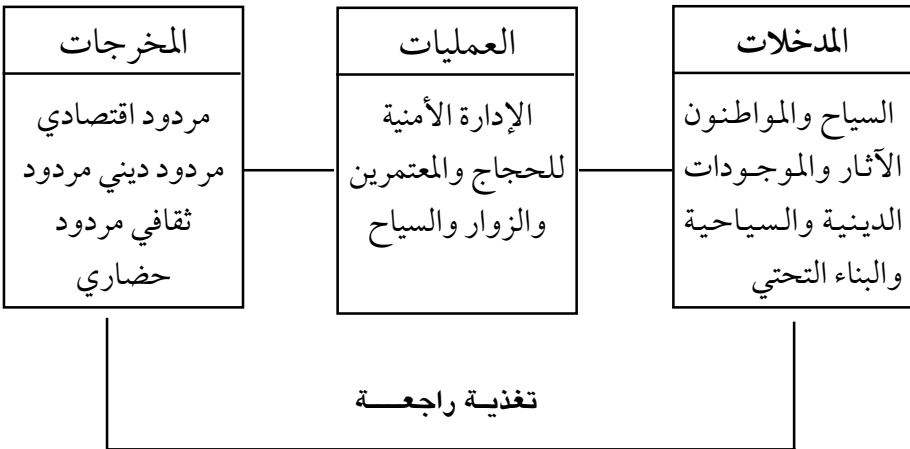 المدخلات
السياح والمواطنون
الآثار والموجودات
الدينية والسياحية
والبناء التحتي
العمليات
الإدارة الأمنية
للحجاج والمعتمرين
والزوار والسياح
المخرجات
مردود اقتصادي
مردود ديني مردود
ثقافي مردود
حضاري
تغذية راجعة